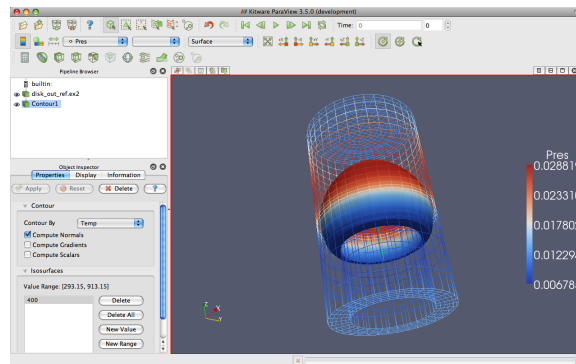 Kitware ParaView 3.5.0 (development)
Time: 0
0
Pres
Surface
Pipeline Browser
builtin:
disk_out_ref.ex2
Contour1
Object Inspector
Properties
Display
Information
Apply
Reset
Delete
?
Contour
Contour By
Temp
Compute Normals
Compute Gradients
Compute Scalars
Isosurfaces
Value Range: [293.15, 913.15]
400
Delete
Delete All
New Value
New Range
Pres
0.028819
0.02331
0.01780
0.01229
0.00678
Z
Y